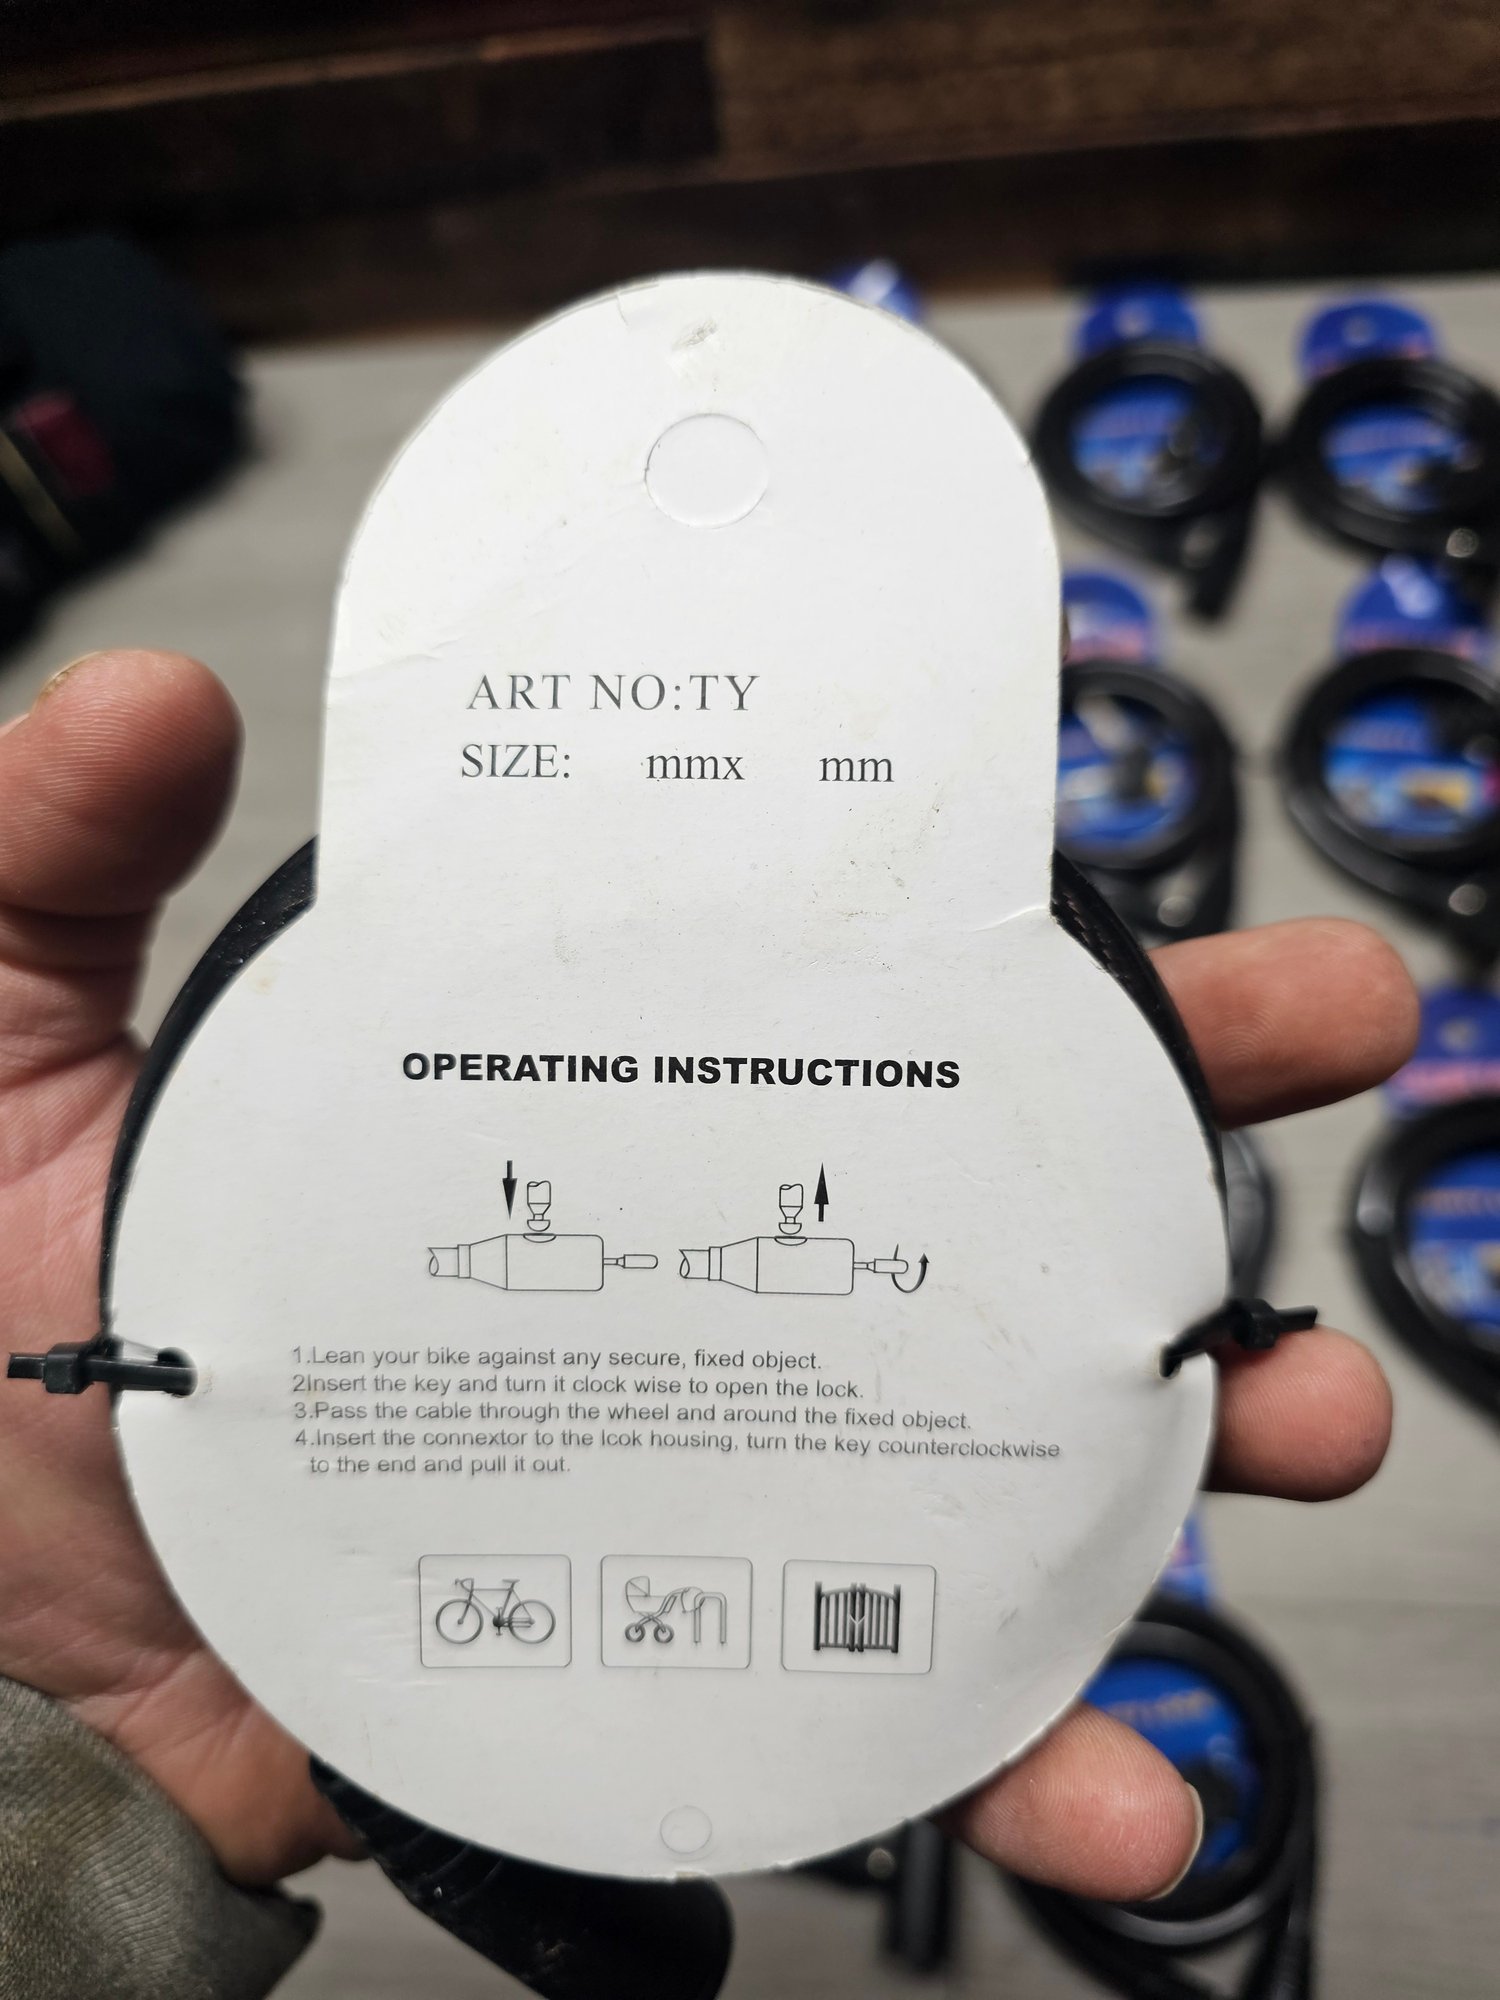 ART NO:TY
SIZE: mmx mm
OPERATING INSTRUCTIONS
1.Lean your bike against any secure, fixed object.
2Insert the key and turn it clock wise to open the lock.
3.Pass the cable through the wheel and around the fixed object.
4.Insert the connextor to the lcok housing, turn the key counterclockwise
to the end and pull it out.